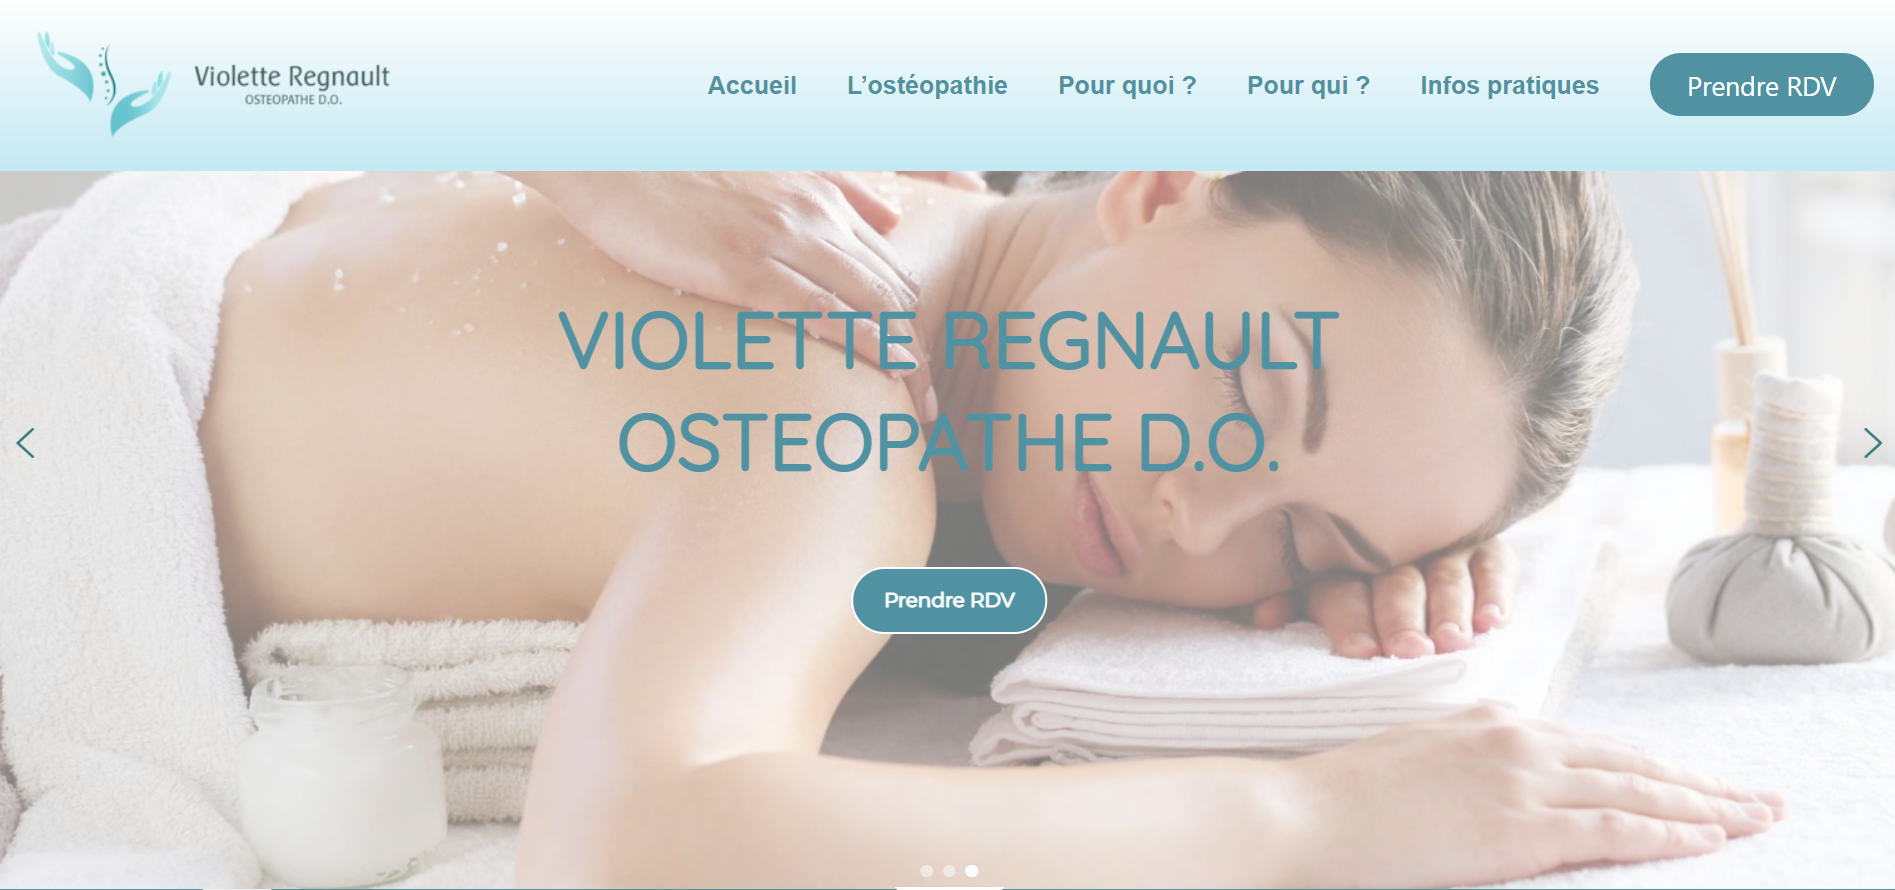 Violette Regnault
OSTEOPATHE D.O.
Accueil
L’ostéopathie
Pour quoi ?
Pour qui ?
Infos pratiques
Prendre RDV
VIOLETTE REGNAULT
OSTEOPATHE D.O.
Prendre RDV